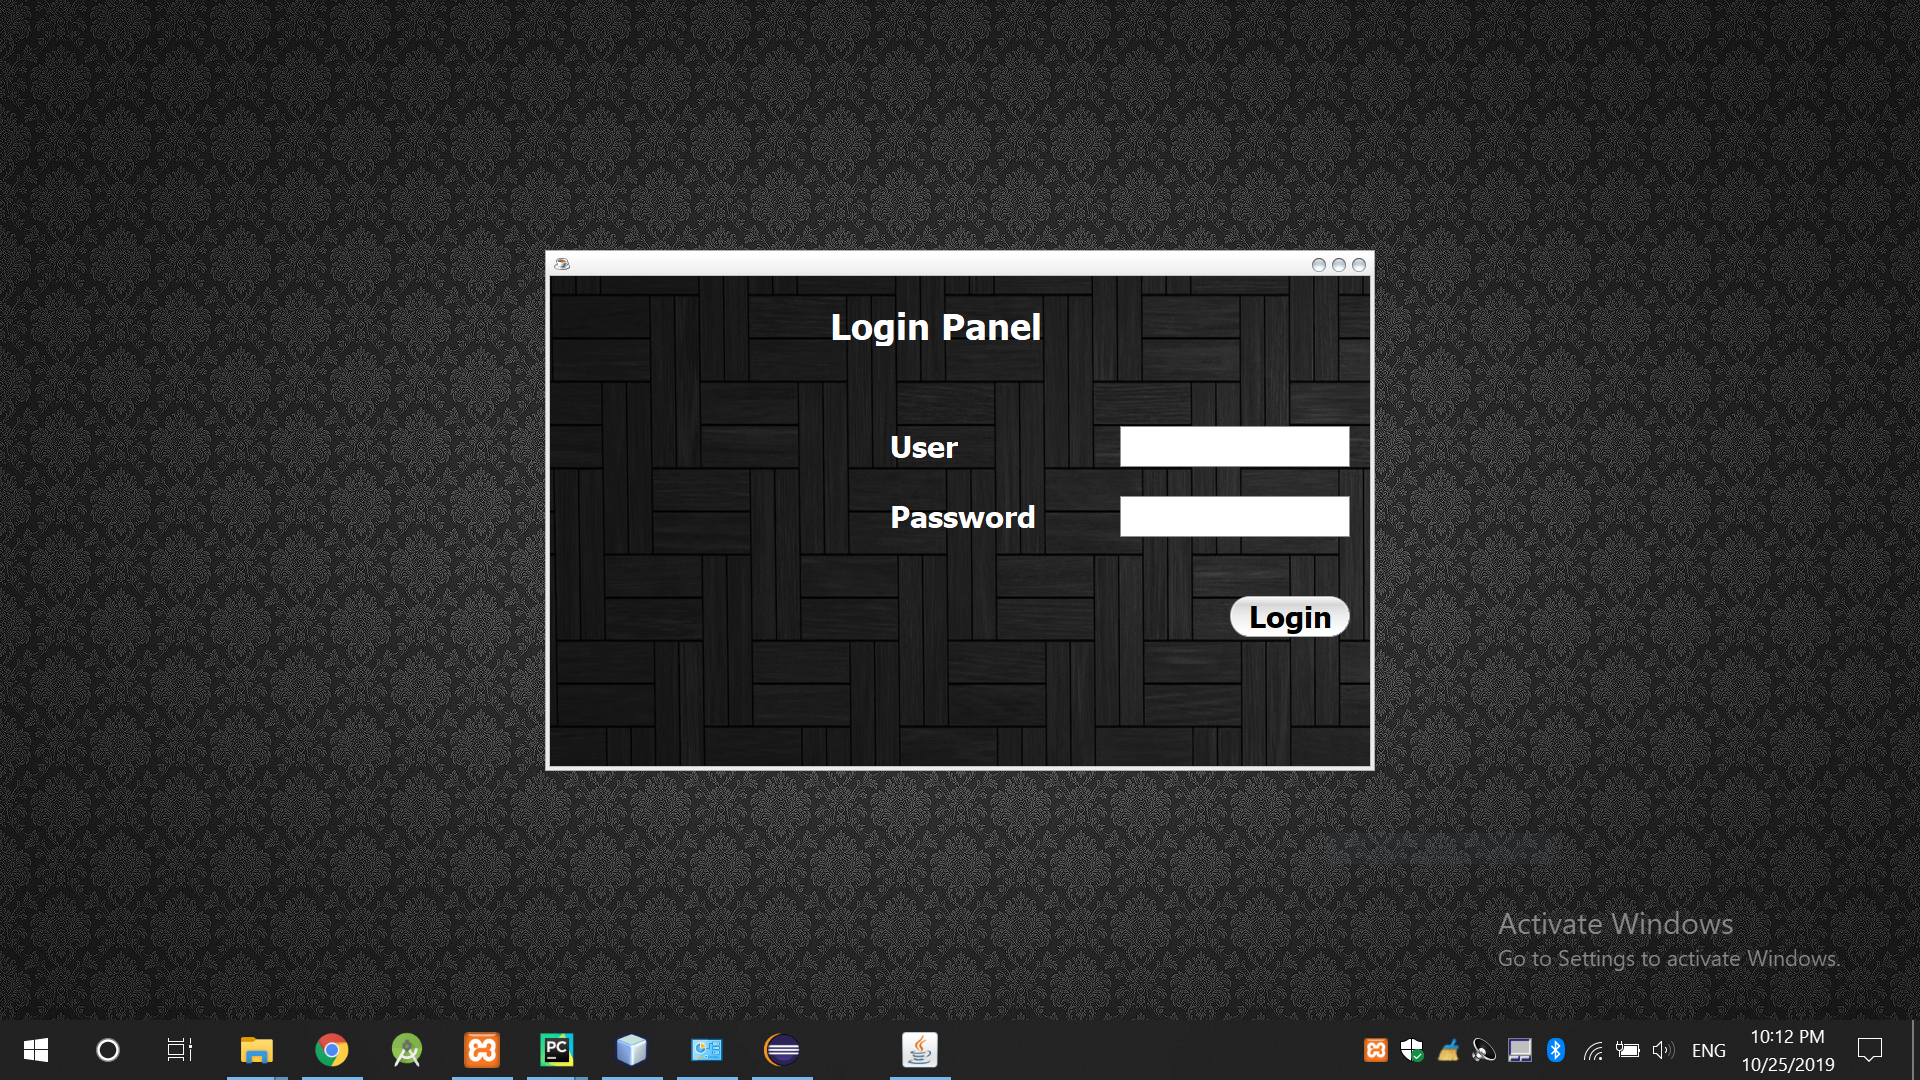 Login Panel
User
Password
Login
Activate Windows
Go to Settings to activate Windows.
PC
ENG
10:12 PM
10/25/2019